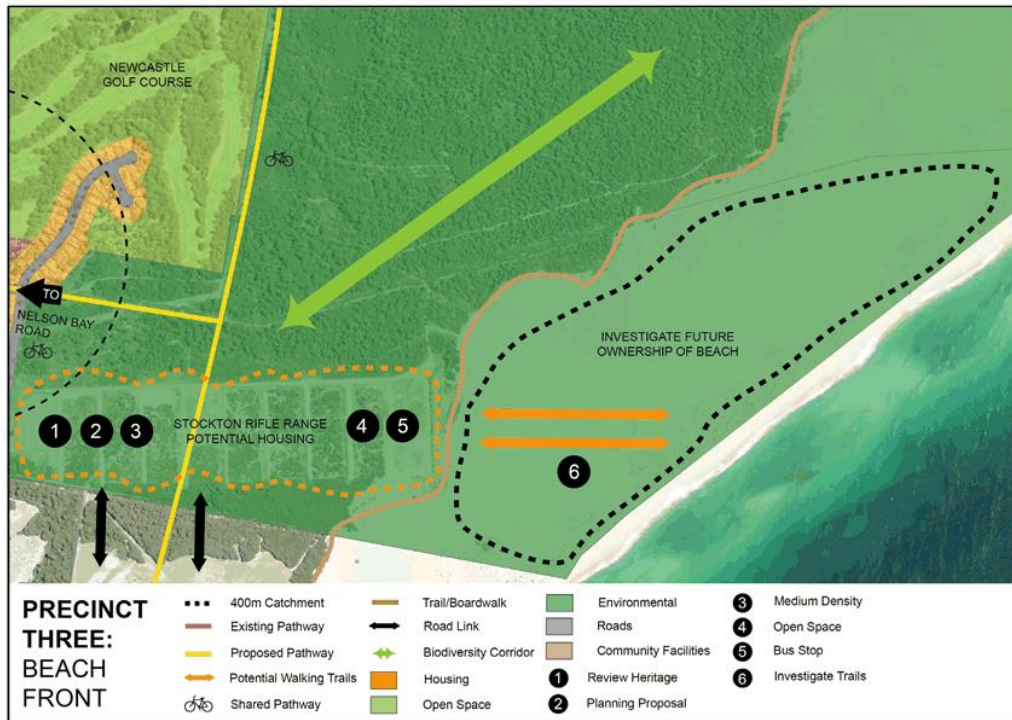 NEWCASTLE
GOLF COURSE
TO
NELSON BAY
ROAD
INVESTIGATE FUTURE
OWNERSHIP OF BEACH
1
2
3
STOCKTON RIFLE RANGE
POTENTIAL HOUSING
4
5
6
PRECINCT
THREE:
BEACH
FRONT
400m Catchment
Existing Pathway
Proposed Pathway
Potential Walking Trails
Shared Pathway
Trail/Boardwalk
Road Link
Biodiversity Corridor
Housing
Open Space
Environmental
Roads
Community Facilities
1 Review Heritage
2 Planning Proposal
3 Medium Density
4 Open Space
5 Bus Stop
6 Investigate Trails